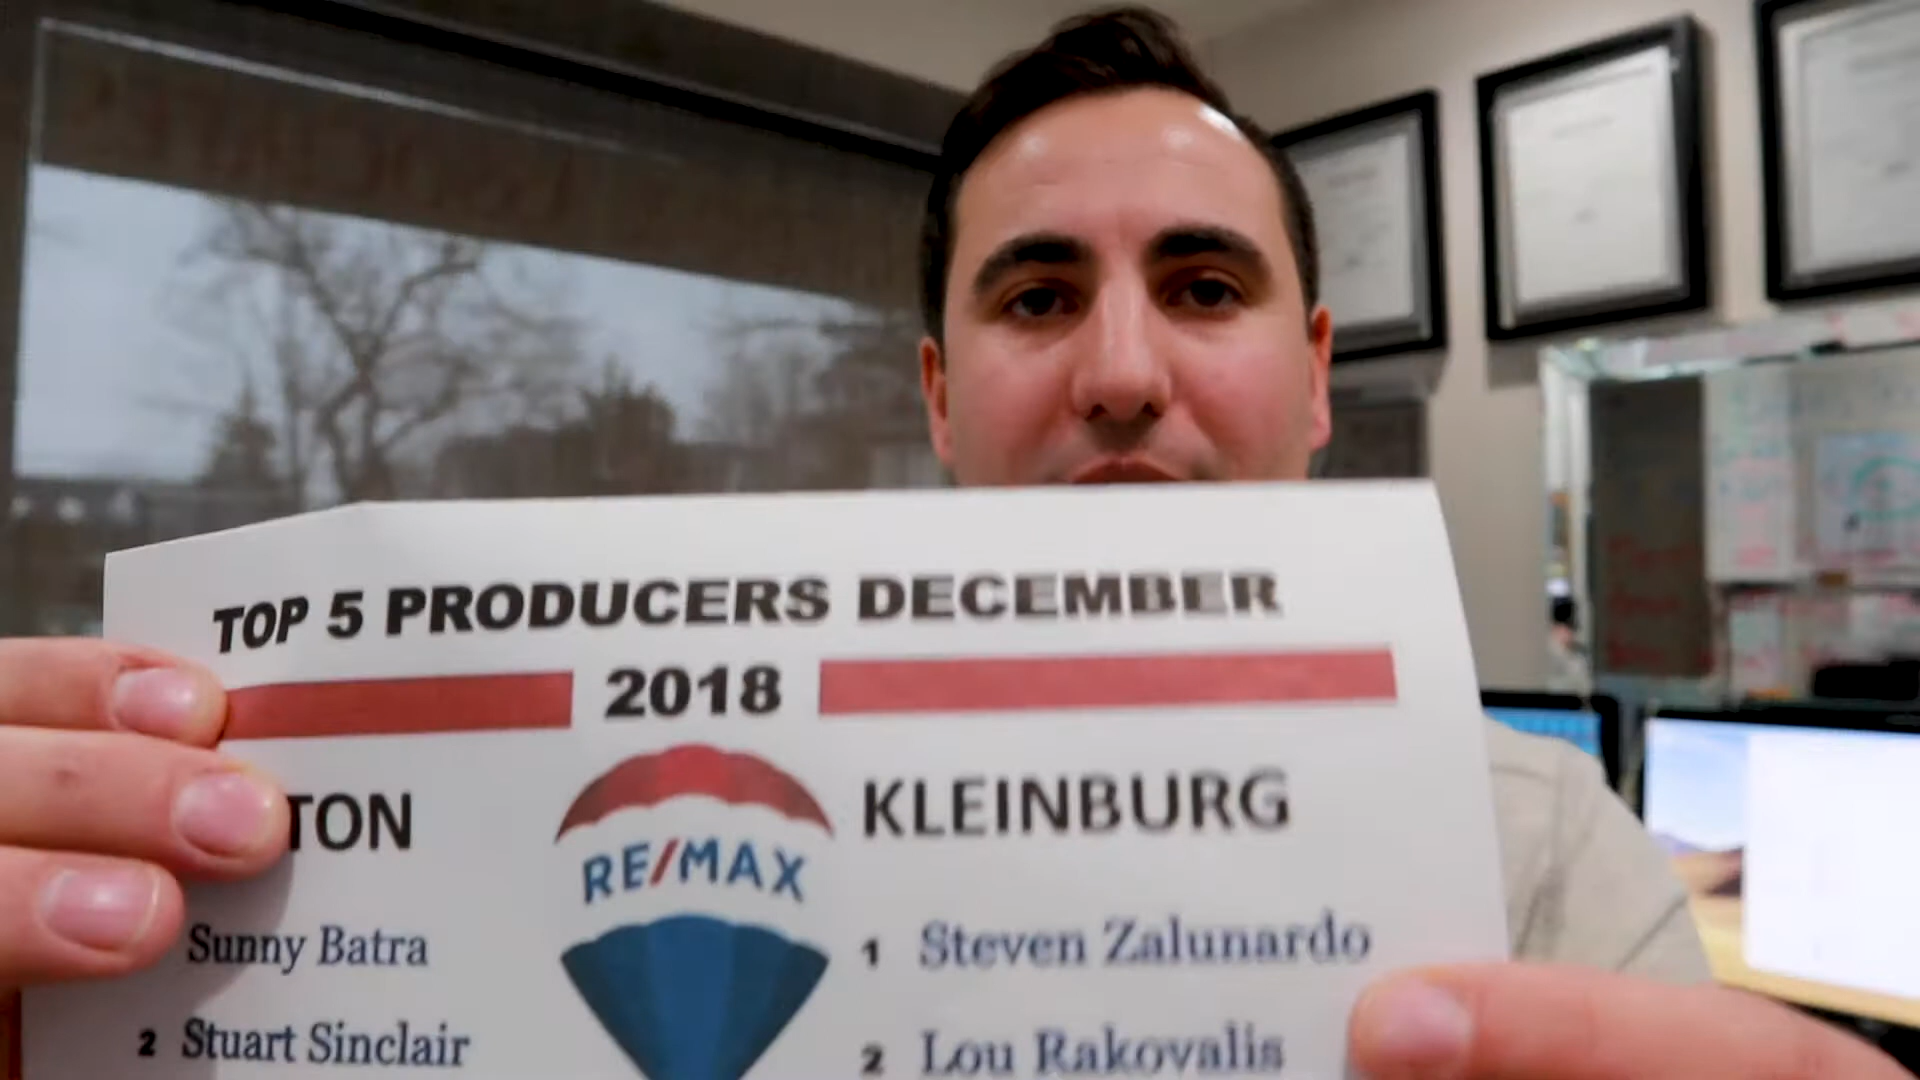 TOP 5 PRODUCERS DECEMBER
2018
TON
KLEINBURG
RE/MAX
Sunny Batra
1 Steven Zalunardo
2 Stuart Sinclair
2 Lou Rakovalis